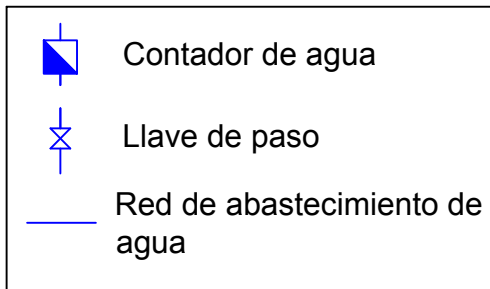 Contador de agua
Llave de paso
Red de abastecimiento de
agua